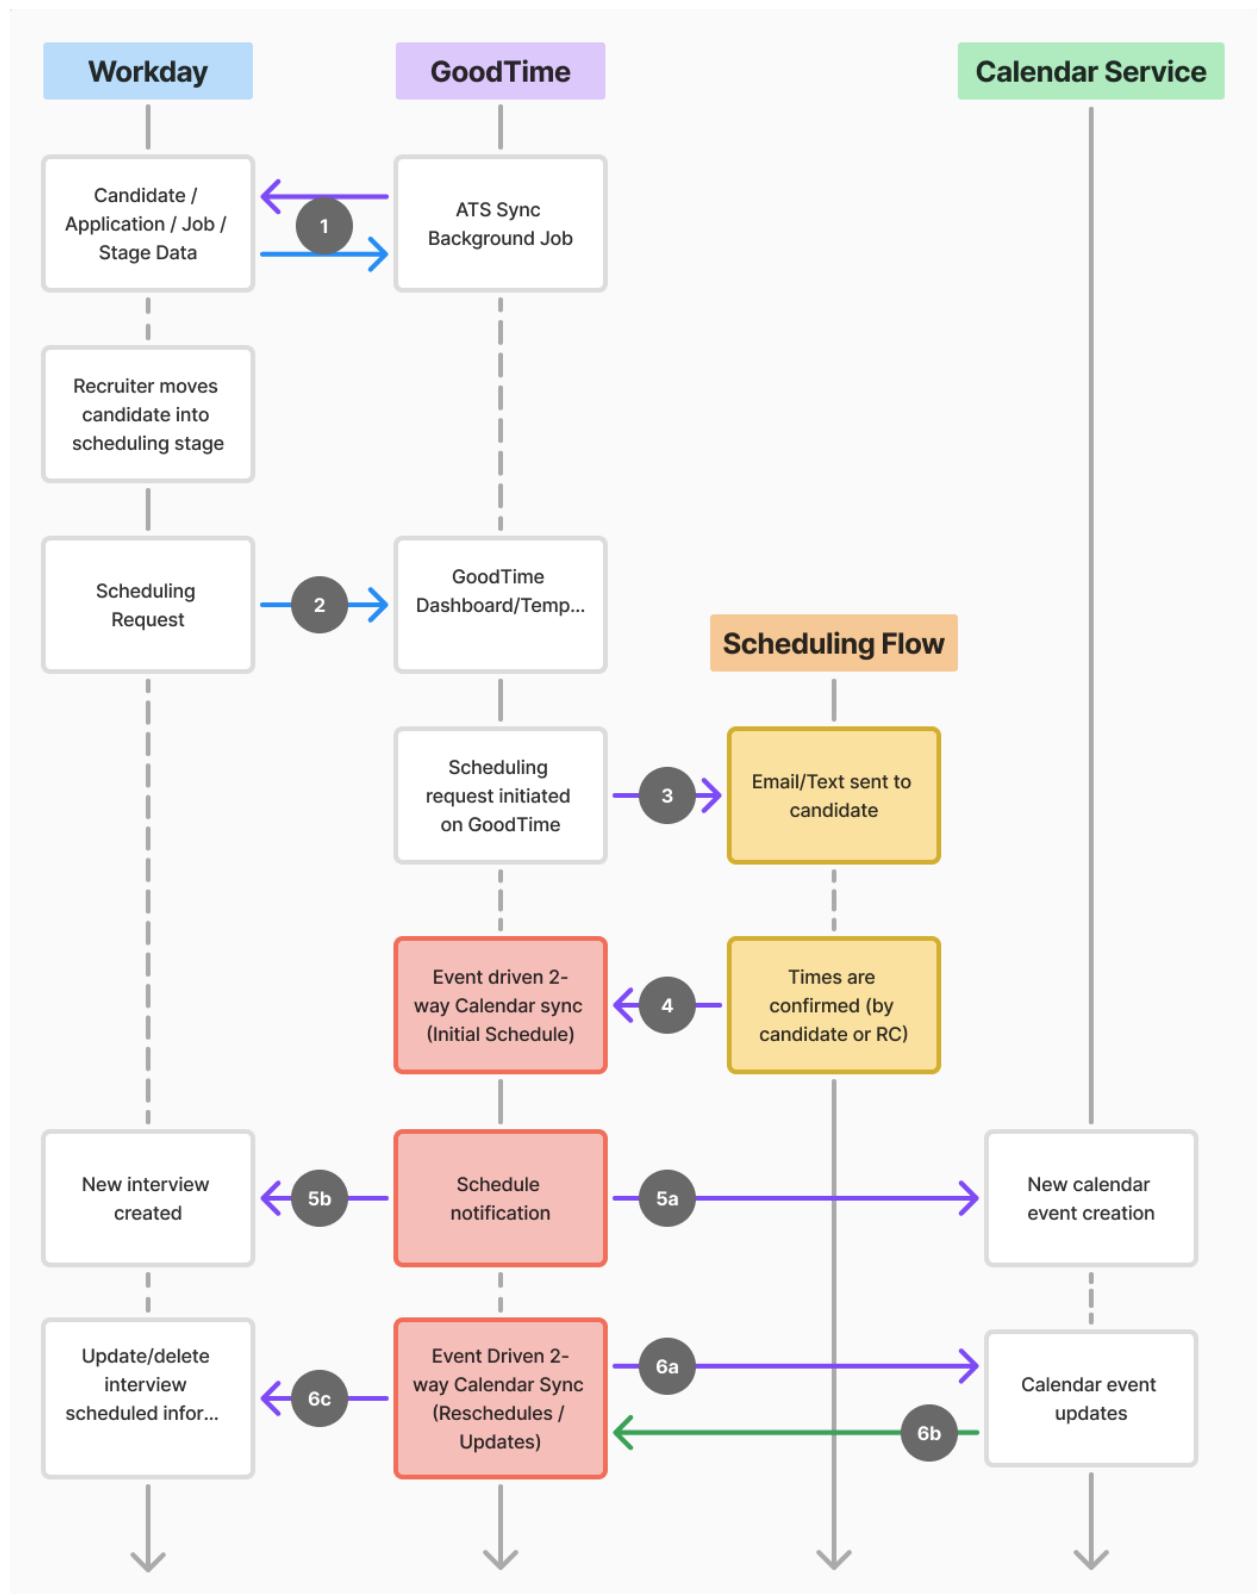 Workday
GoodTime
Calendar Service
Candidate /
Application / Job /
Stage Data
1
ATS Sync
Background Job
Recruiter moves
candidate into
scheduling stage
Scheduling
Request
2
GoodTime
Dashboard/Temp...
Scheduling Flow
Scheduling
request initiated
on GoodTime
3
Email/Text sent to
candidate
Event driven 2-
way Calendar sync
(Initial Schedule)
4
Times are
confirmed (by
candidate or RC)
New interview
created
5b
Schedule
notification
5a
New calendar
event creation
Update/delete
interview
scheduled infor...
6c
Event Driven 2-
way Calendar Sync
(Reschedules /
Updates)
6a
6b
Calendar event
updates